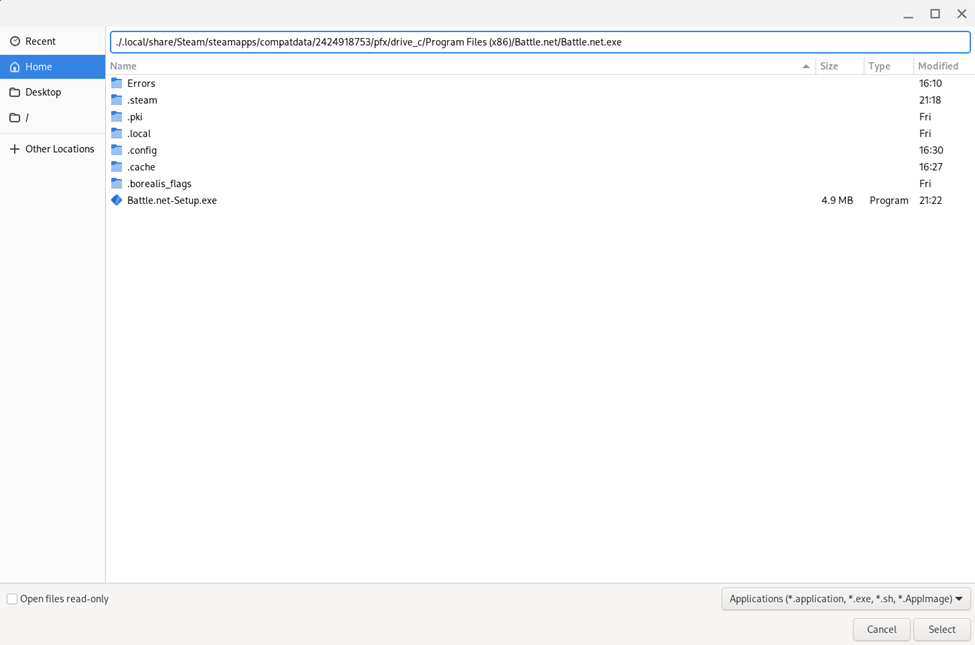 Recent
Home
Desktop
/
Other Locations
./.local/share/Steam/steamapps/compatdata/2424918753/pfx/drive_c/Program Files (x86)/Battle.net/Battle.net.exe
Name Size Type Modified
Errors 16:10
.steam 21:18
.pki Fri
.local Fri
.config 16:30
.cache 16:27
.borealis_flags Fri
Battle.net-Setup.exe 4.9 MB Program 21:22
Open files read-only
Applications (*.application, *.exe, *.sh, *.AppImage)
Cancel Select